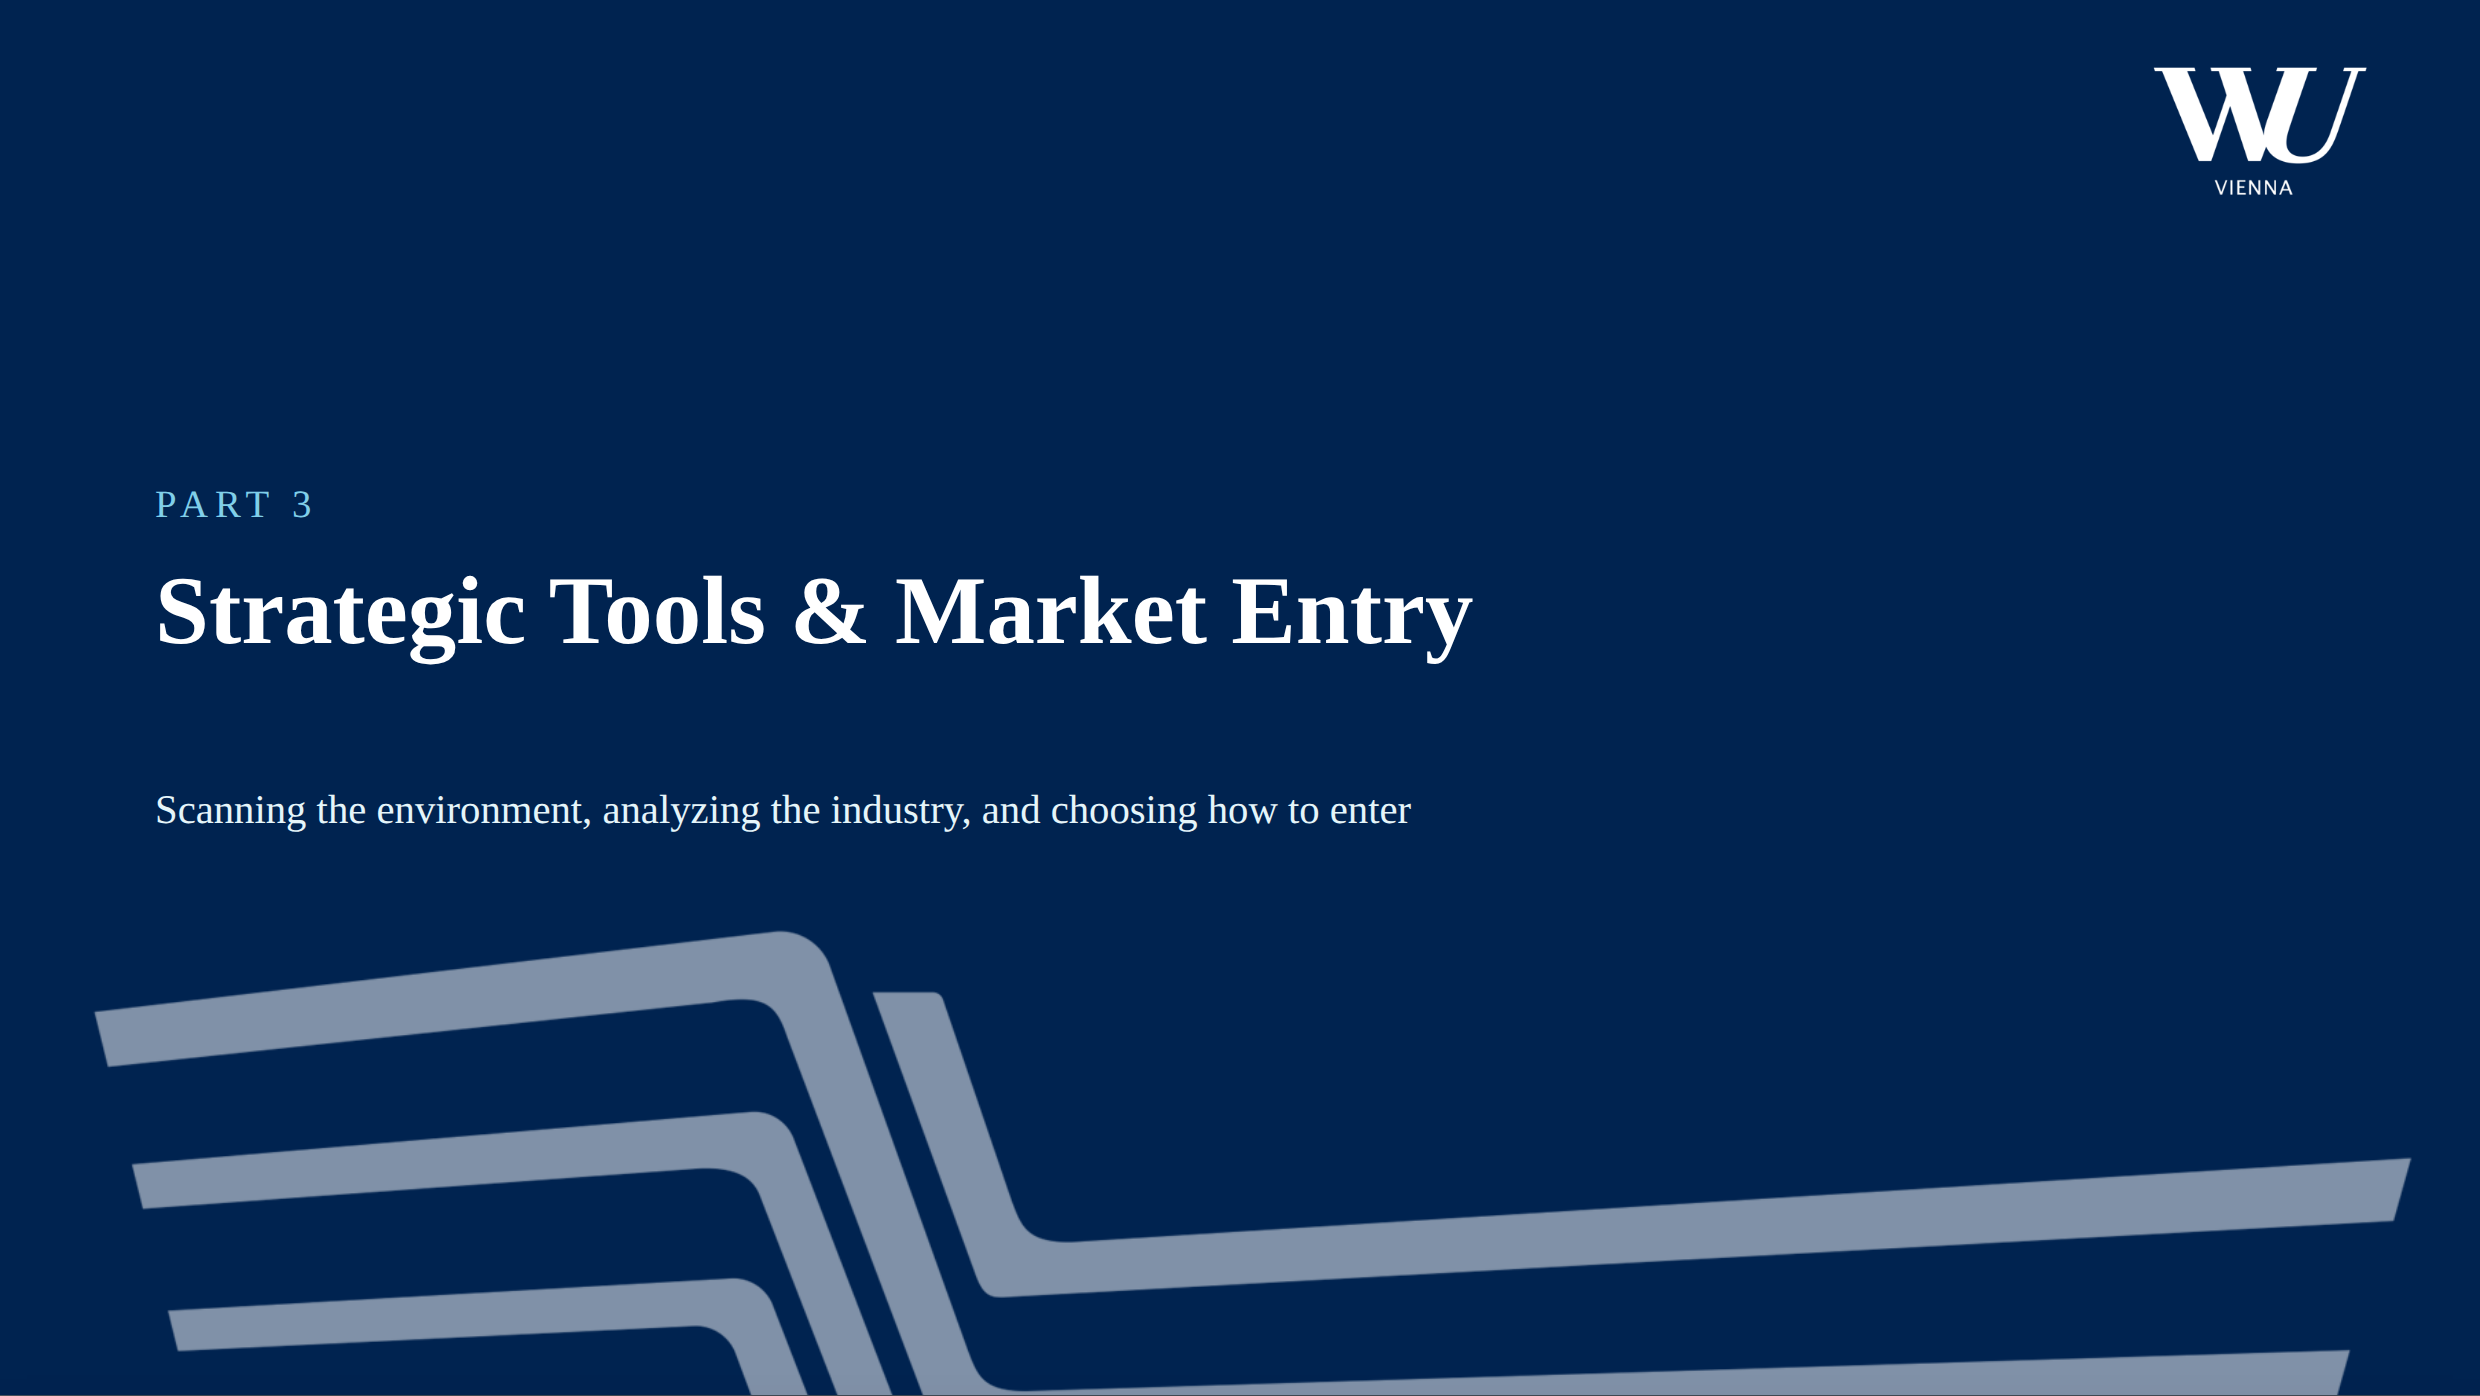 WU
VIENNA
PART 3
Strategic Tools & Market Entry
Scanning the environment, analyzing the industry, and choosing how to enter